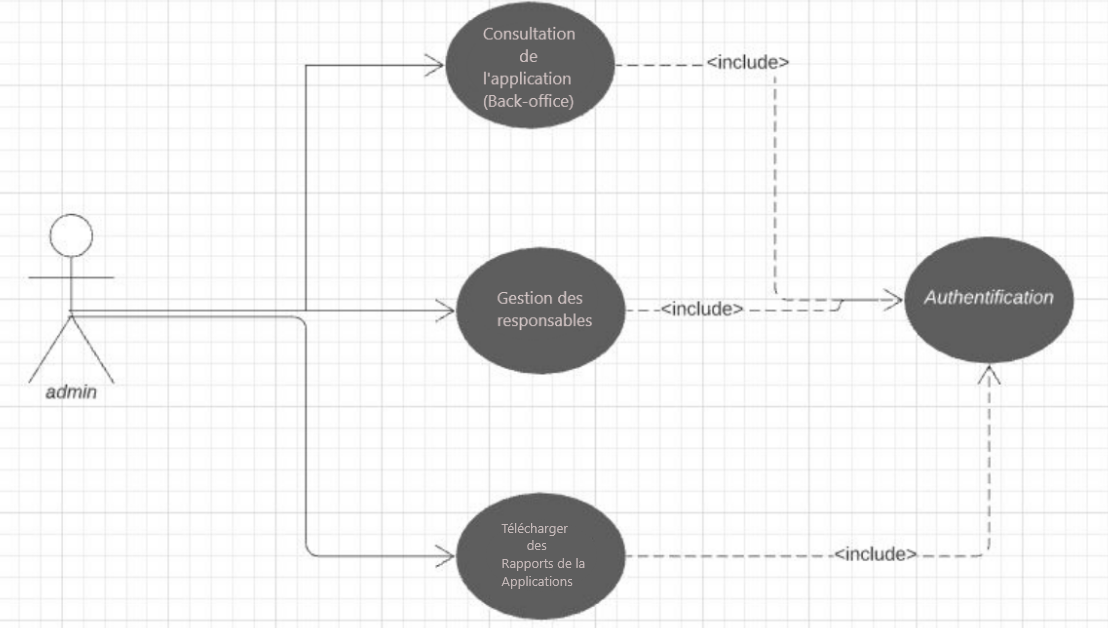 Consultation
de
l'application
(Back-office)
<include>
Gestion des
responsables
<include>
Authentification
admin
Télécharger
des
Rapports de la
Applications
<include>